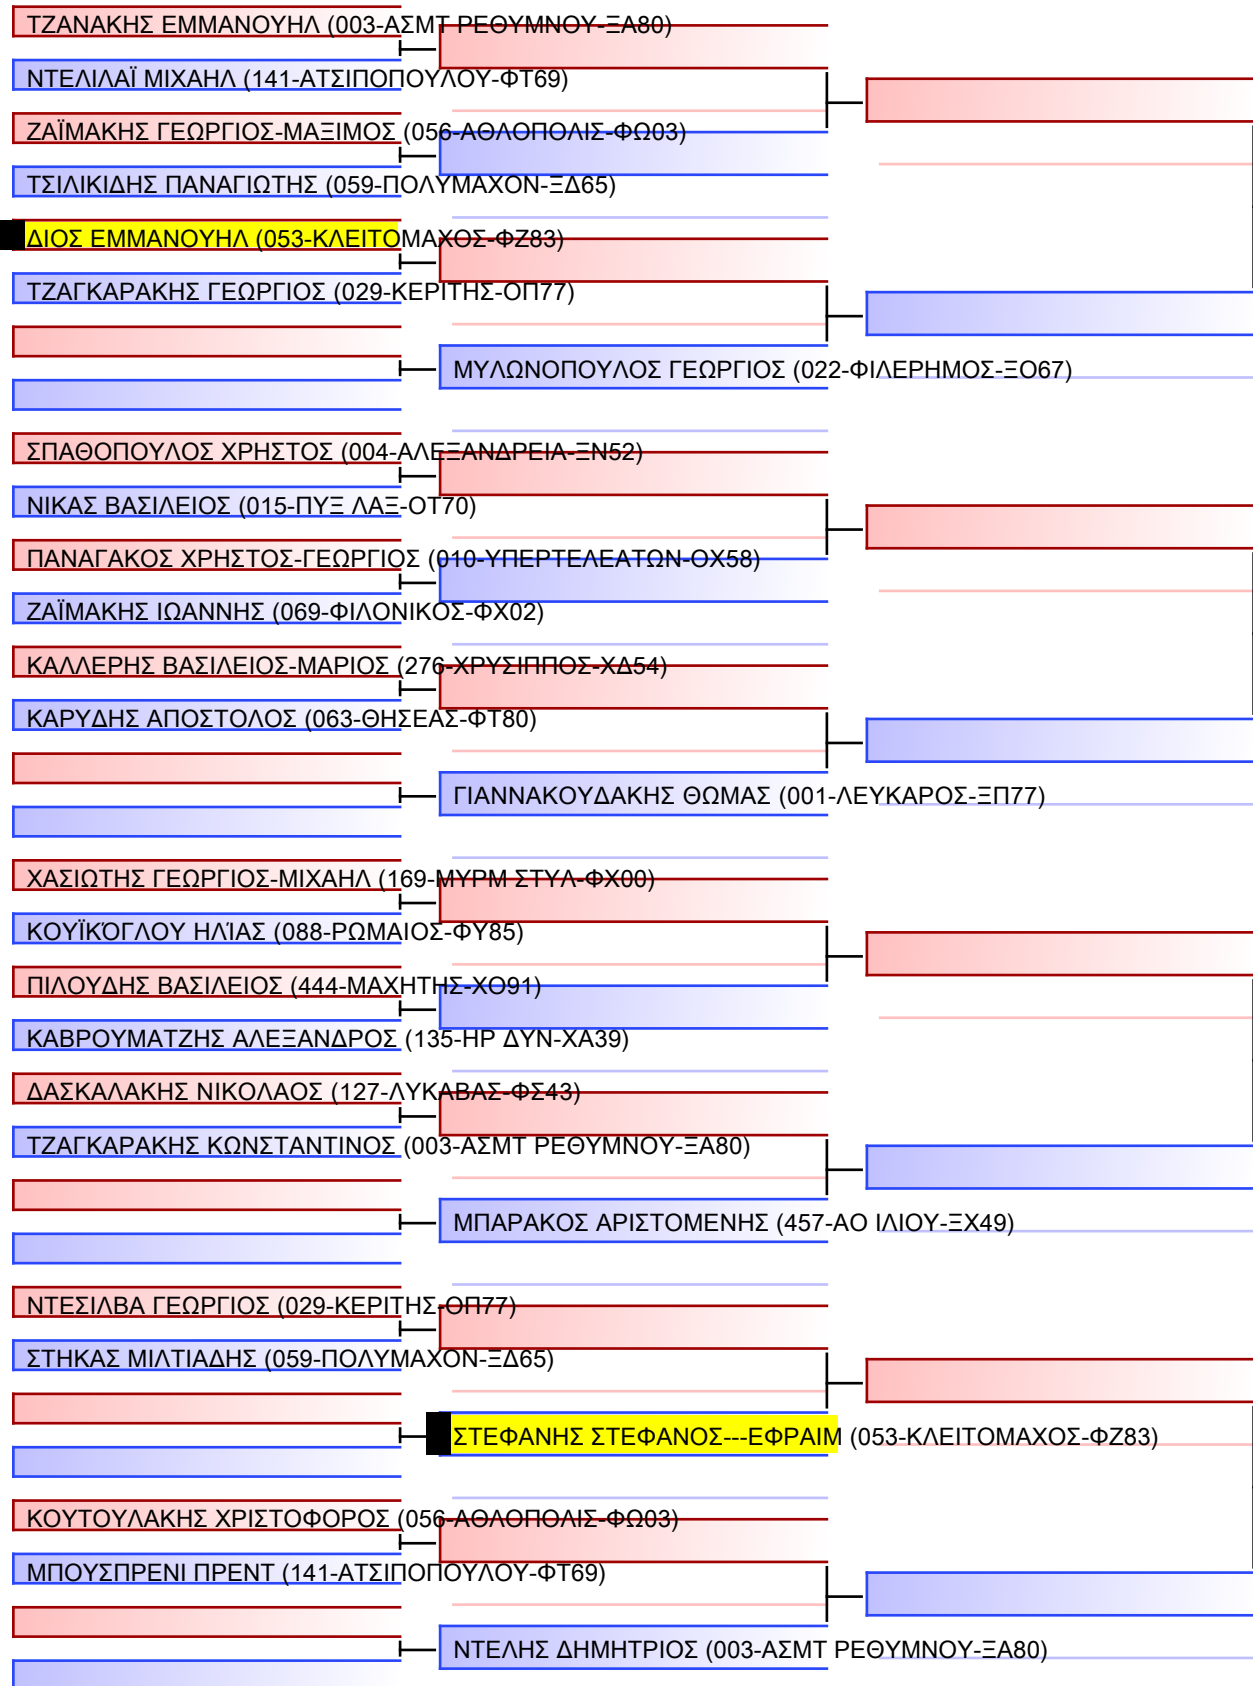 ΤΖΑΝΑΚΗΣ ΕΜΜΑΝΟΥΗΛ (003-ΑΣΜΤ ΡΕΘΥΜΝΟΥ-ΞΑ80)
ΝΤΕΛΙΛΑΪ ΜΙΧΑΗΛ (141-ΑΤΣΙΠΟΠΟΥΛΟΥ-ΦΤ69)
ΖΑΪΜΑΚΗΣ ΓΕΩΡΓΙΟΣ-ΜΑΞΙΜΟΣ (056-ΑΘΛΟΠΟΛΙΣ-ΦΩ03)
ΤΣΙΛΙΚΙΔΗΣ ΠΑΝΑΓΙΩΤΗΣ (059-ΠΟΛΥΜΑΧΟΝ-ΞΔ65)
ΔΙΟΣ ΕΜΜΑΝΟΥΗΛ (053-ΚΛΕΙΤΟΜΑΧΟΣ-ΦΖ83)
ΤΖΑΓΚΑΡΑΚΗΣ ΓΕΩΡΓΙΟΣ (029-ΚΕΡΙΤΗΣ-ΟΠ77)
ΜΥΛΩΝΟΠΟΥΛΟΣ ΓΕΩΡΓΙΟΣ (022-ΦΙΛΕΡΗΜΟΣ-ΞΟ67)
ΣΠΑΘΟΠΟΥΛΟΣ ΧΡΗΣΤΟΣ (004-ΑΛΕΞΑΝΔΡΕΙΑ-ΞΝ52)
ΝΙΚΑΣ ΒΑΣΙΛΕΙΟΣ (015-ΠΥΞ ΛΑΞ-ΟΤ70)
ΠΑΝΑΓΑΚΟΣ ΧΡΗΣΤΟΣ-ΓΕΩΡΓΙΟΣ (010-ΥΠΕΡΤΕΛΕΑΤΩΝ-ΟΧ58)
ΖΑΪΜΑΚΗΣ ΙΩΑΝΝΗΣ (069-ΦΙΛΟΝΙΚΟΣ-ΦΧ02)
ΚΑΛΛΕΡΗΣ ΒΑΣΙΛΕΙΟΣ-ΜΑΡΙΟΣ (276-ΧΡΥΣΙΠΠΟΣ-ΧΔ54)
ΚΑΡΥΔΗΣ ΑΠΟΣΤΟΛΟΣ (063-ΘΗΣΕΑΣ-ΦΤ80)
ΓΙΑΝΝΑΚΟΥΔΑΚΗΣ ΘΩΜΑΣ (001-ΛΕΥΚΑΡΟΣ-ΞΠ77)
ΧΑΣΙΩΤΗΣ ΓΕΩΡΓΙΟΣ-ΜΙΧΑΗΛ (169-ΜΥΡΜ ΣΤΥΛ-ΦΧ00)
ΚΟΥΪΚΌΓΛΟΥ ΗΛΊΑΣ (088-ΡΩΜΑΙΟΣ-ΦΥ85)
ΠΙΛΟΥΔΗΣ ΒΑΣΙΛΕΙΟΣ (444-ΜΑΧΗΤΗΣ-ΧΟ91)
ΚΑΒΡΟΥΜΑΤΖΗΣ ΑΛΕΞΑΝΔΡΟΣ (135-ΗΡ ΔΥΝ-ΧΑ39)
ΔΑΣΚΑΛΑΚΗΣ ΝΙΚΟΛΑΟΣ (127-ΛΥΚΑΒΑΣ-ΦΣ43)
ΤΖΑΓΚΑΡΑΚΗΣ ΚΩΝΣΤΑΝΤΙΝΟΣ (003-ΑΣΜΤ ΡΕΘΥΜΝΟΥ-ΞΑ80)
ΜΠΑΡΑΚΟΣ ΑΡΙΣΤΟΜΕΝΗΣ (457-ΑΟ ΙΛΙΟΥ-ΞΧ49)
ΝΤΕΣΙΛΒΑ ΓΕΩΡΓΙΟΣ (029-ΚΕΡΙΤΗΣ-ΟΠ77)
ΣΤΗΚΑΣ ΜΙΛΤΙΑΔΗΣ (059-ΠΟΛΥΜΑΧΟΝ-ΞΔ65)
ΣΤΕΦΑΝΗΣ ΣΤΕΦΑΝΟΣ---ΕΦΡΑΙΜ (053-ΚΛΕΙΤΟΜΑΧΟΣ-ΦΖ83)
ΚΟΥΤΟΥΛΑΚΗΣ ΧΡΙΣΤΟΦΟΡΟΣ (056-ΑΘΛΟΠΟΛΙΣ-ΦΩ03)
ΜΠΟΥΣΠΡΕΝΙ ΠΡΕΝΤ (141-ΑΤΣΙΠΟΠΟΥΛΟΥ-ΦΤ69)
ΝΤΕΛΗΣ ΔΗΜΗΤΡΙΟΣ (003-ΑΣΜΤ ΡΕΘΥΜΝΟΥ-ΞΑ80)